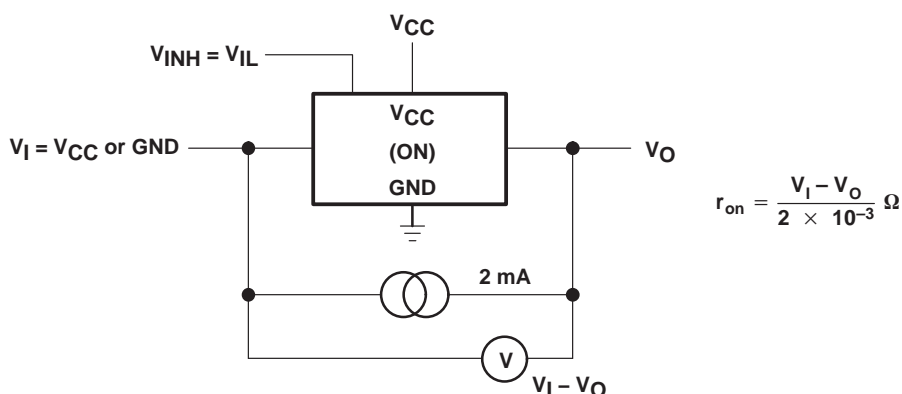 VCC
VINH = VIL
VCC
(ON)
GND
VI = VCC or GND
VO
ron = VI – VO / 2 × 10–3 Ω
2 mA
V
VI – VO